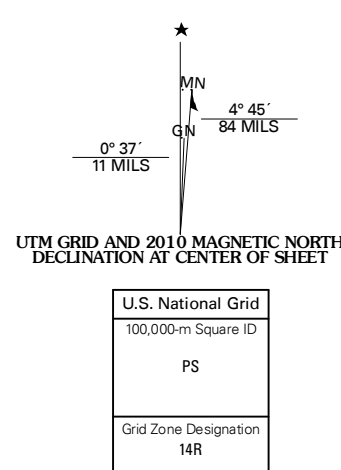 MN
4° 45´
84 MILS
GN
0° 37´
11 MILS
UTM GRID AND 2010 MAGNETIC NORTH
DECLINATION AT CENTER OF SHEET
U.S. National Grid
100,000-m Square ID
PS
Grid Zone Designation
14R